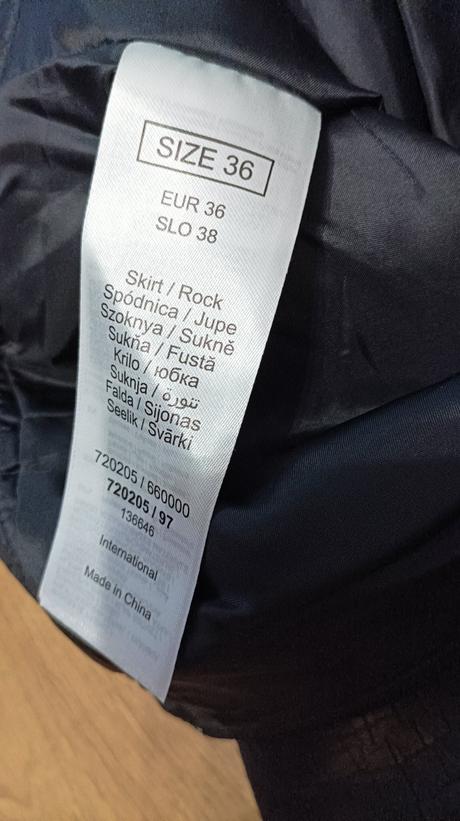 SIZE 36
EUR 36
SLO 38
Skirt / Rock
Spódnica / Jupe
Szoknya / Sukně
Sukňa / Fustă
Krilo / юбка
Suknja / تنورة
Falda / Sijonas
Seelik / Svārki
720205 / 660000
720205 / 97
136646
International
Made in China